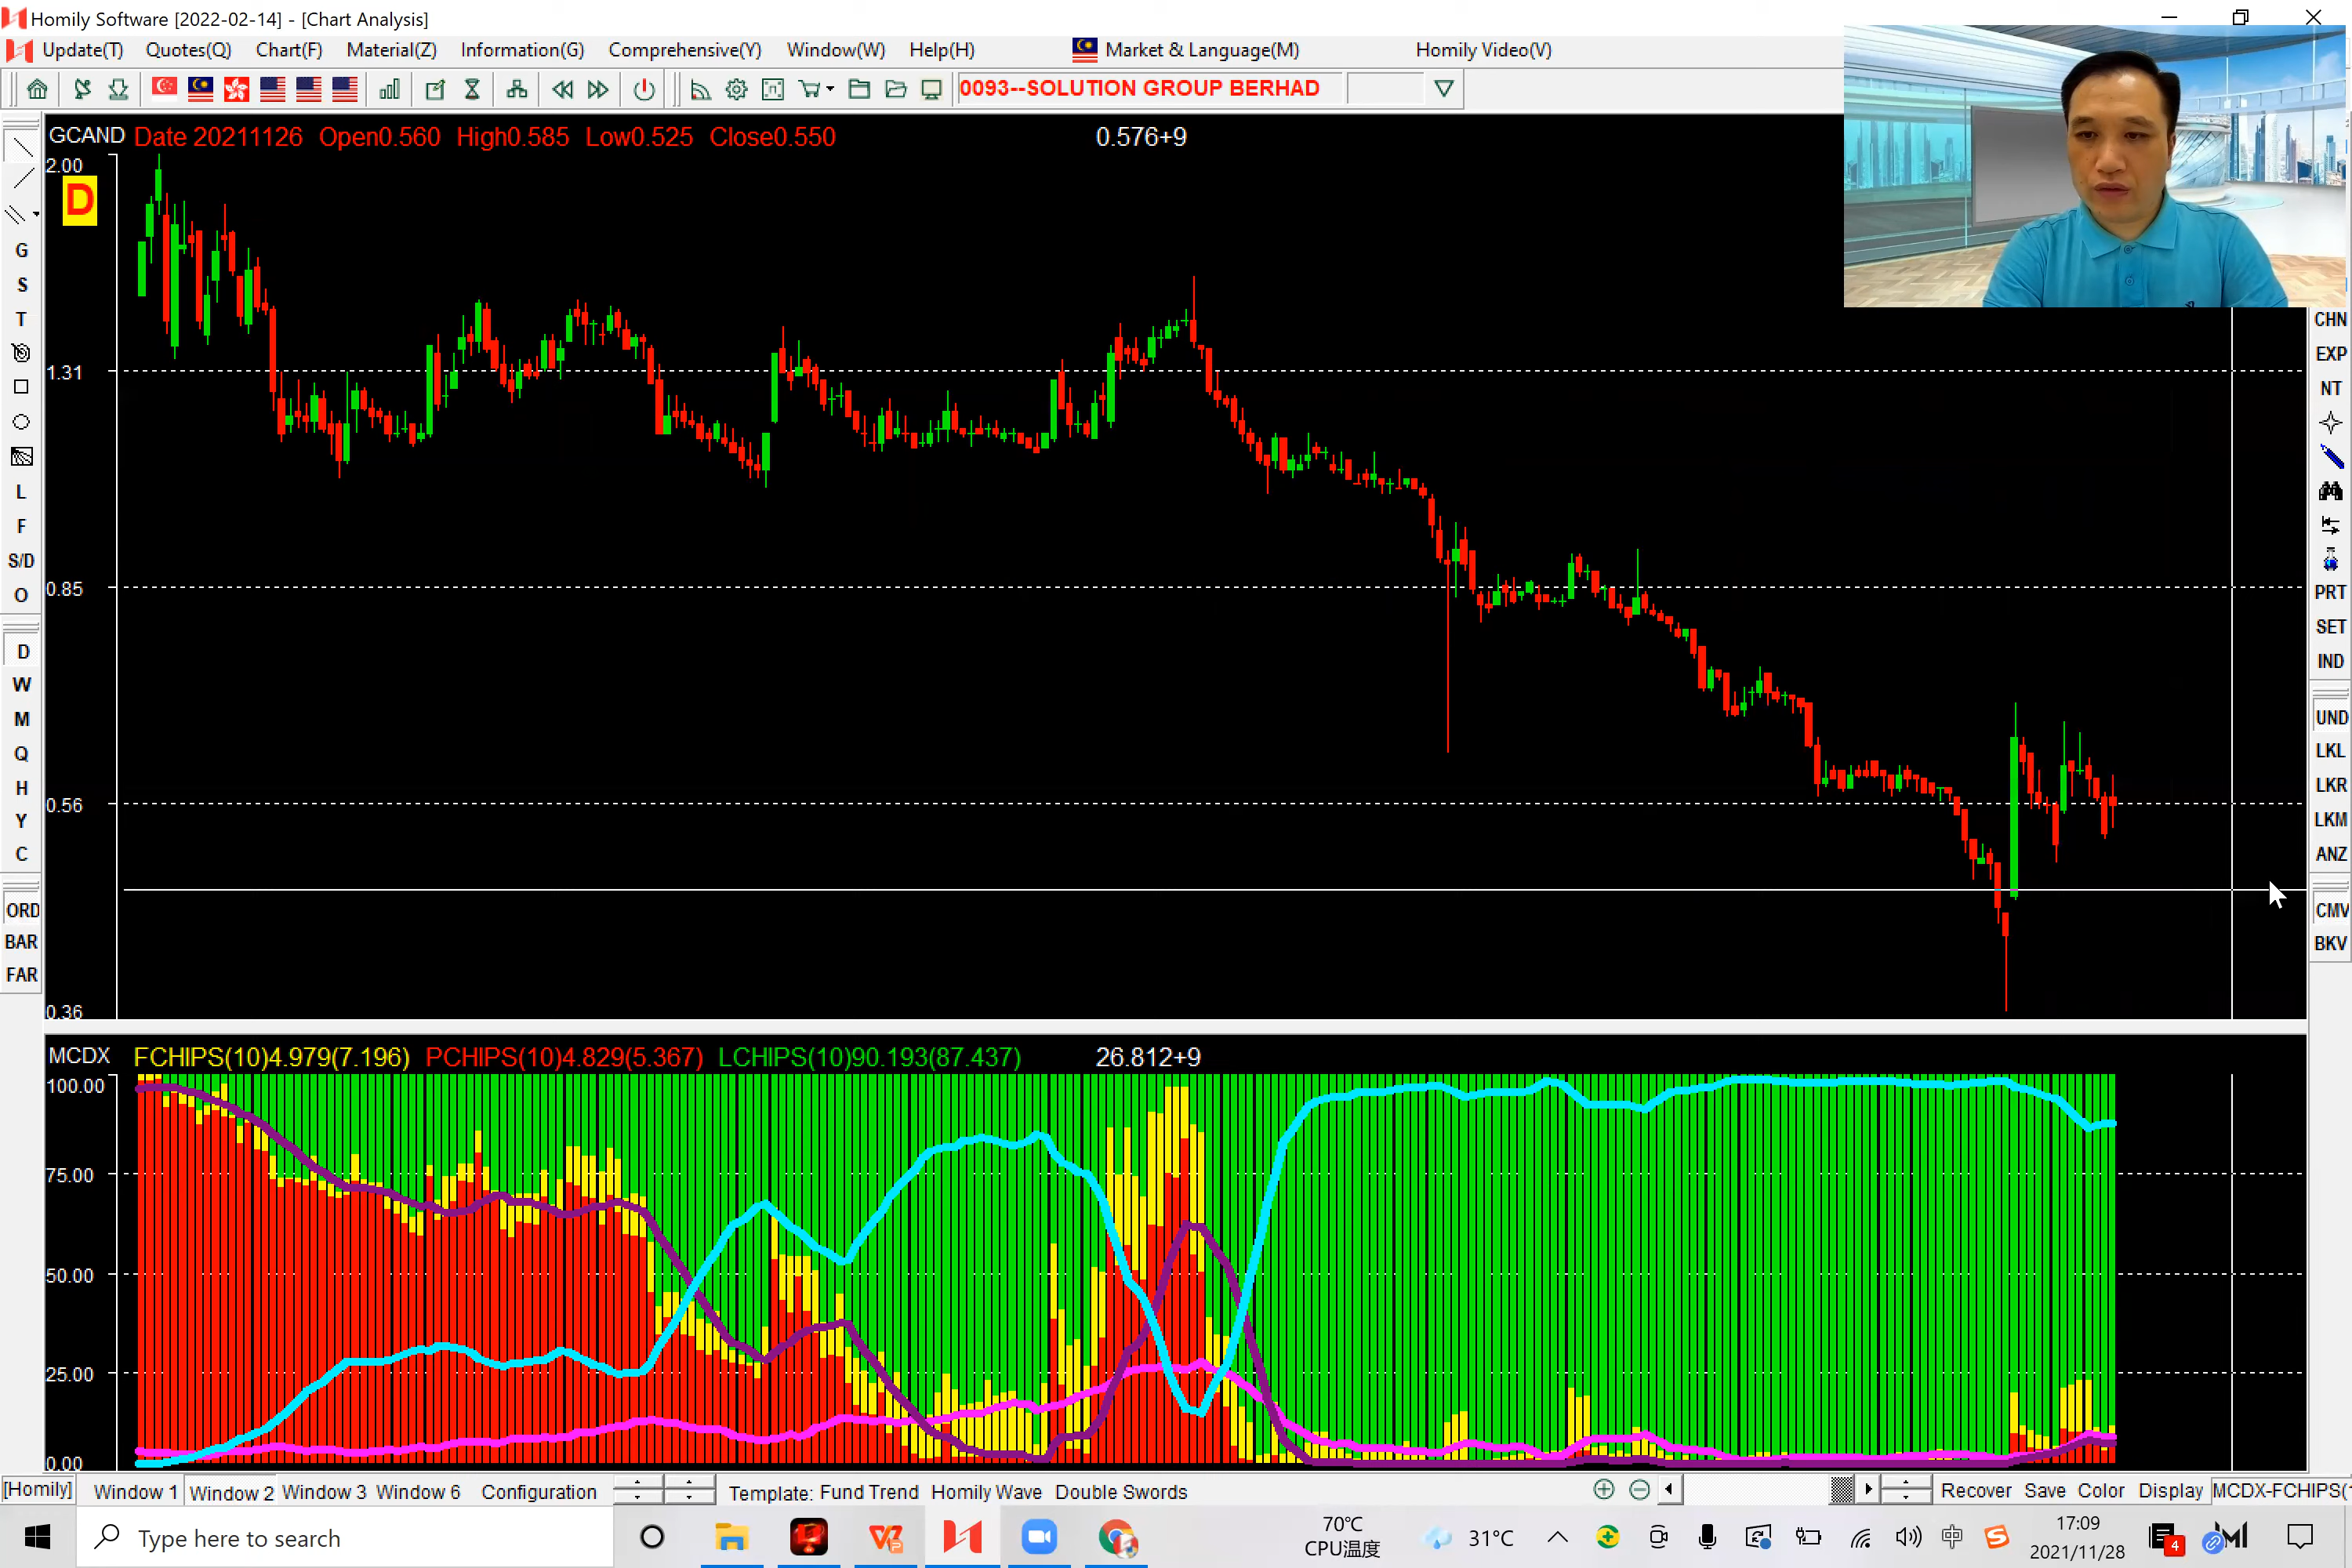 Homily Software [2022-02-14] - [Chart Analysis]
Update(T) Quotes(Q) Chart(F) Material(Z) Information(G) Comprehensive(Y) Window(W) Help(H) Market & Language(M) Homily Video(V)
0093--SOLUTION GROUP BERHAD
GCAND Date 20211126 Open0.560 High0.585 Low0.525 Close0.550 0.576+9
2.00
D
1.31
0.85
0.56
0.36
G
S
T
L
F
S/D
O
D
W
M
Q
H
Y
C
ORD
BAR
FAR
CHN
EXP
NT
PRT
SET
IND
UND
LKL
LKR
LKM
ANZ
CMV
BKV
MCDX FCHIPS(10)4.979(7.196) PCHIPS(10)4.829(5.367) LCHIPS(10)90.193(87.437) 26.812+9
100.00
75.00
50.00
25.00
0.00
[Homily] Window 1 Window 2 Window 3 Window 6 Configuration Template: Fund Trend Homily Wave Double Swords Recover Save Color Display MCDX-FCHIPS(
Type here to search
70℃
CPU温度
31°C
中
17:09
2021/11/28
4